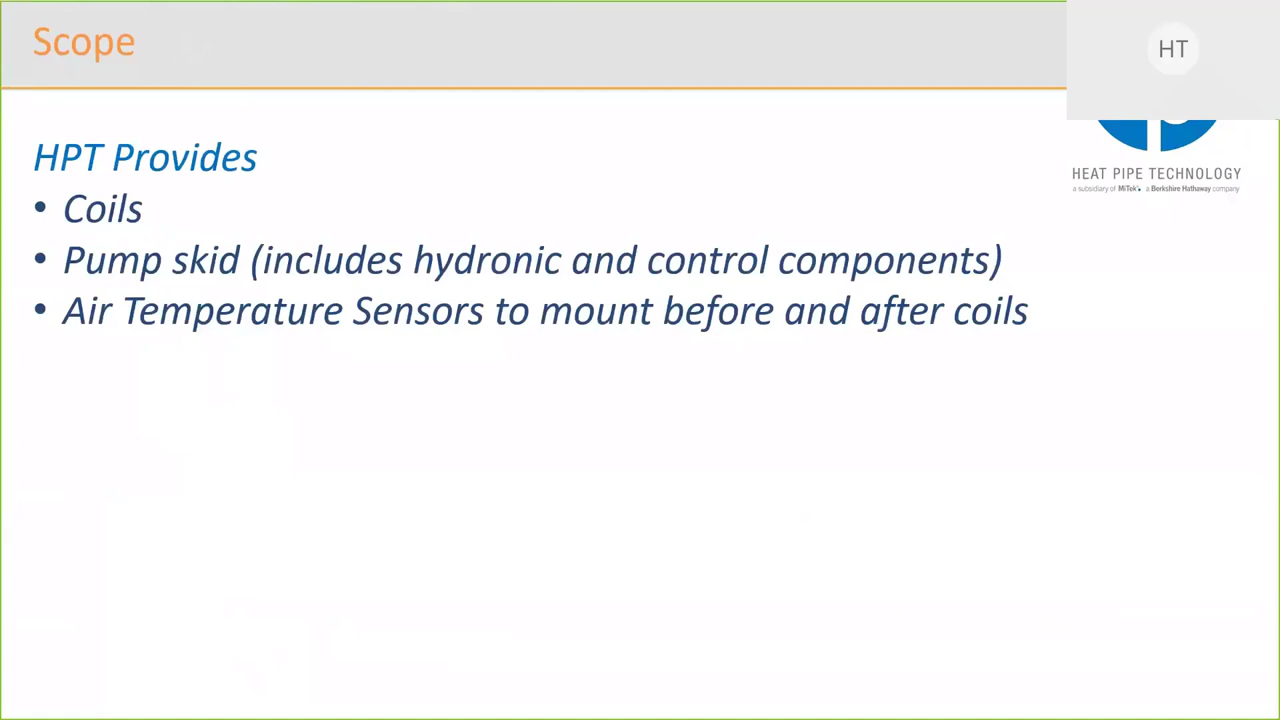 Scope
HT
HPT Provides
• Coils
• Pump skid (includes hydronic and control components)
• Air Temperature Sensors to mount before and after coils
HEAT PIPE TECHNOLOGY
a subsidiary of MiTek®. a Berkshire Hathaway company